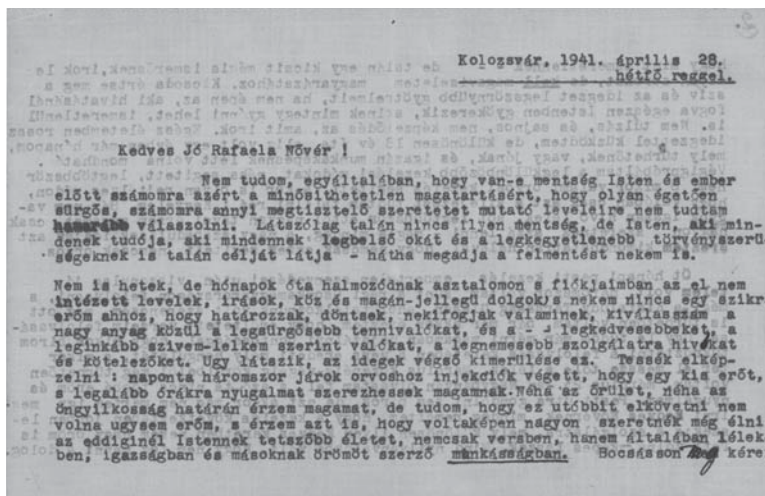 Kolozsvár. 1941. április 28.
hétfő reggel.
Kedves Jó Rafaela Nővér !
Nem tudom, egyáltalában, hogy van-e mentség Isten és ember
előtt számomra azért a minősíthetetlen magatartásért, hogy olyan égetően
sürgős, számomra annyi megtisztelő szeretetet mutató leveleire nem tudtam
hamarább válaszolni. Látszólag talán nincs ilyen mentség, de Isten, aki min-
denek tudója, aki mindennek legbelső okát és a legkegyetlenebb törvényszerü
ségeknek is talán célját látja - hátha megadja a felmentést nekem is.
Nem is hetek, de hónapok óta halmozódnak asztalomon s fiókjaimban az el nem
intézett levelek, irások, köz és magán-jellegü dolgok, s nekem nincs egy szikr
erőm ahhoz, hogy határozzak, döntsek, nekifogjak valaminek, kiválasszam a
nagy anyag közül a legsürgősebb tennivalókat, és a - - legkedvesebbeket, a
leginkább szivem-lelkem szerint valókat, a legnemesebb szolgálatra hivókat
és kötelezőket. Ugy látszik, az idegek végső kimerülése ez. Tessék elkép-
zelni : naponta háromszor járok orvoshoz injekciók végett, hogy egy kis erőt,
s legalább órákra nyugalmat szerezhessek magamnak. Néha az őrület, néha az
öngyilkosság határán érzem magamat, de tudom, hogy ez utóbbit elkövetni nem
volna ugysem erőm, s érzem azt is, hogy voltaképen nagyon szeretnék még élni
az eddiginél Istennek tetszőbb életet, nemcsak versben, hanem általában lélek
ben, igazságban és másoknak örömöt szerző munkásságban. Bocsásson meg kére